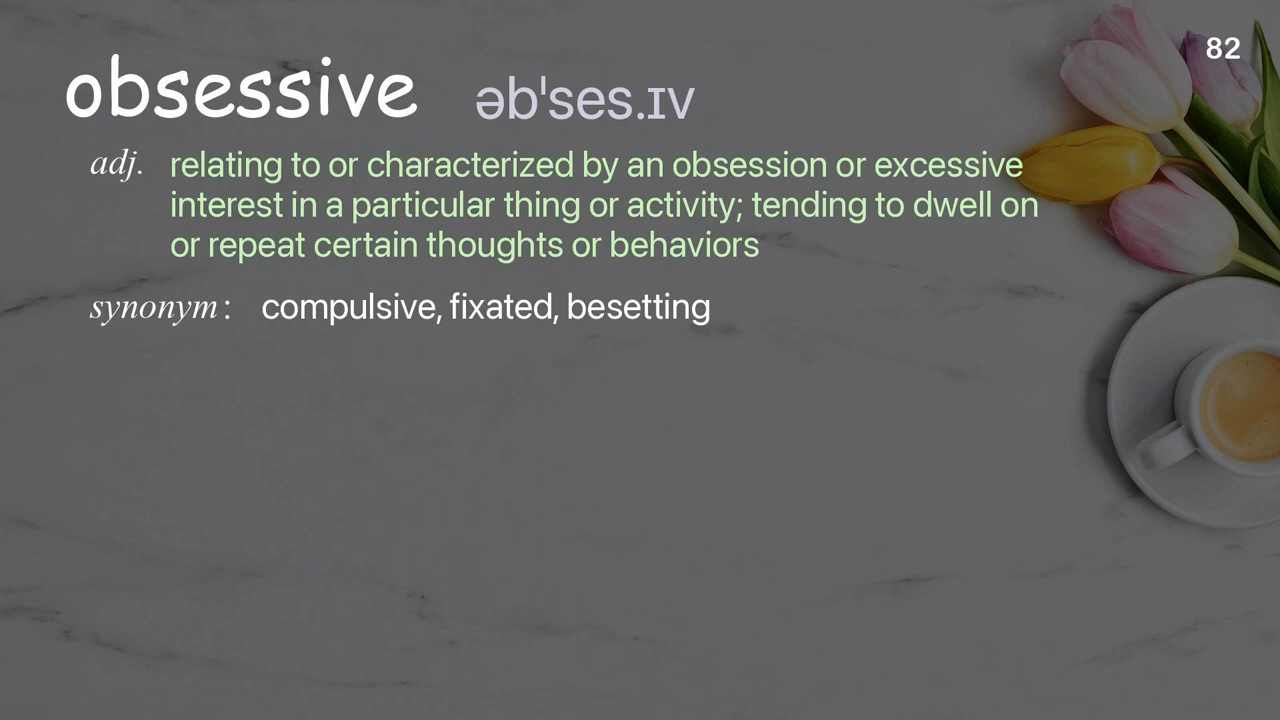 82
obsessive əb'ses.ɪv
adj. relating to or characterized by an obsession or excessive
interest in a particular thing or activity; tending to dwell on
or repeat certain thoughts or behaviors
synonym: compulsive, fixated, besetting